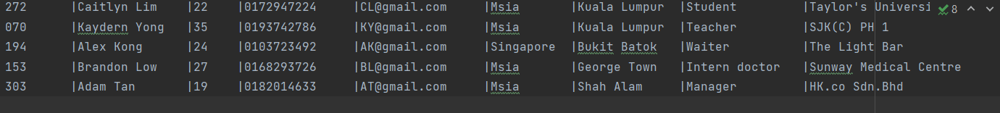 272 |Caitlyn Lim |22 |0172947224 |CL@gmail.com |Msia |Kuala Lumpur |Student |Taylor's Universi 8
070 |Kaydern Yong |35 |0193742786 |KY@gmail.com |Msia |Kuala Lumpur |Teacher |SJK(C) PH 1
194 |Alex Kong |24 |0103723492 |AK@gmail.com |Singapore |Bukit Batok |Waiter |The Light Bar
153 |Brandon Low |27 |0168293726 |BL@gmail.com |Msia |George Town |Intern doctor |Sunway Medical Centre
303 |Adam Tan |19 |0182014633 |AT@gmail.com |Msia |Shah Alam |Manager |HK.co Sdn.Bhd